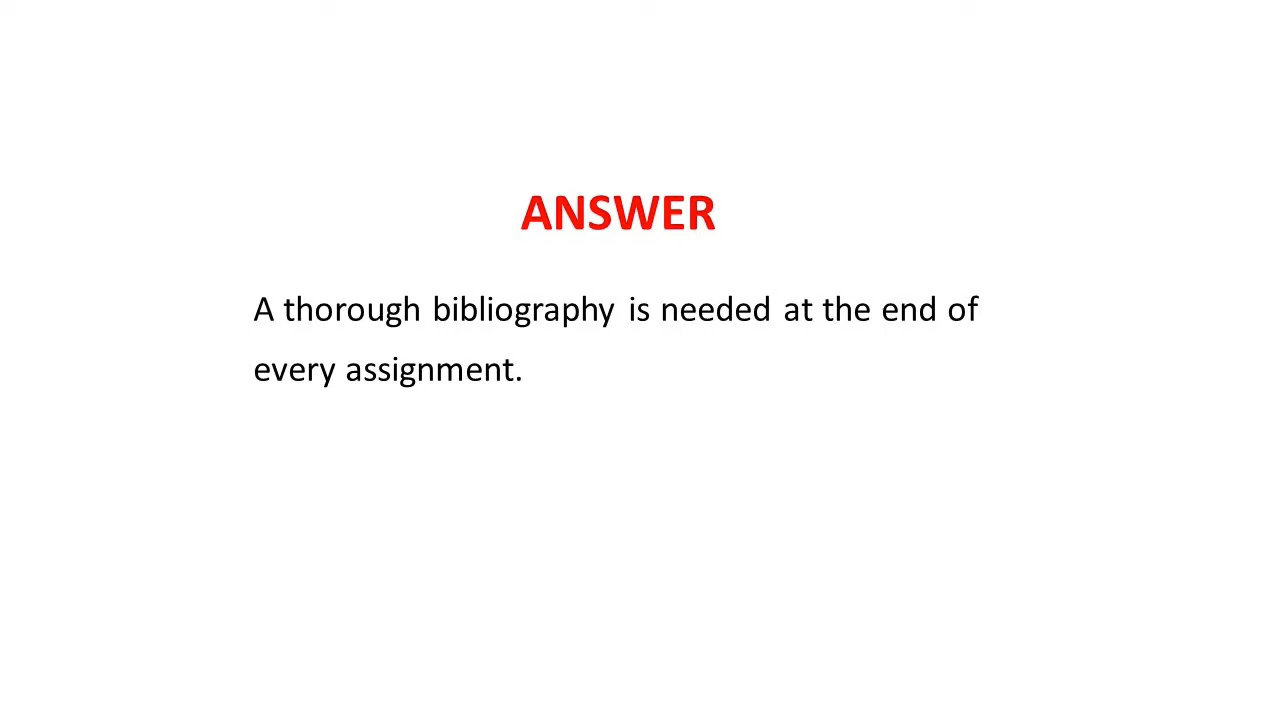 ANSWER
A thorough bibliography is needed at the end of
every assignment.